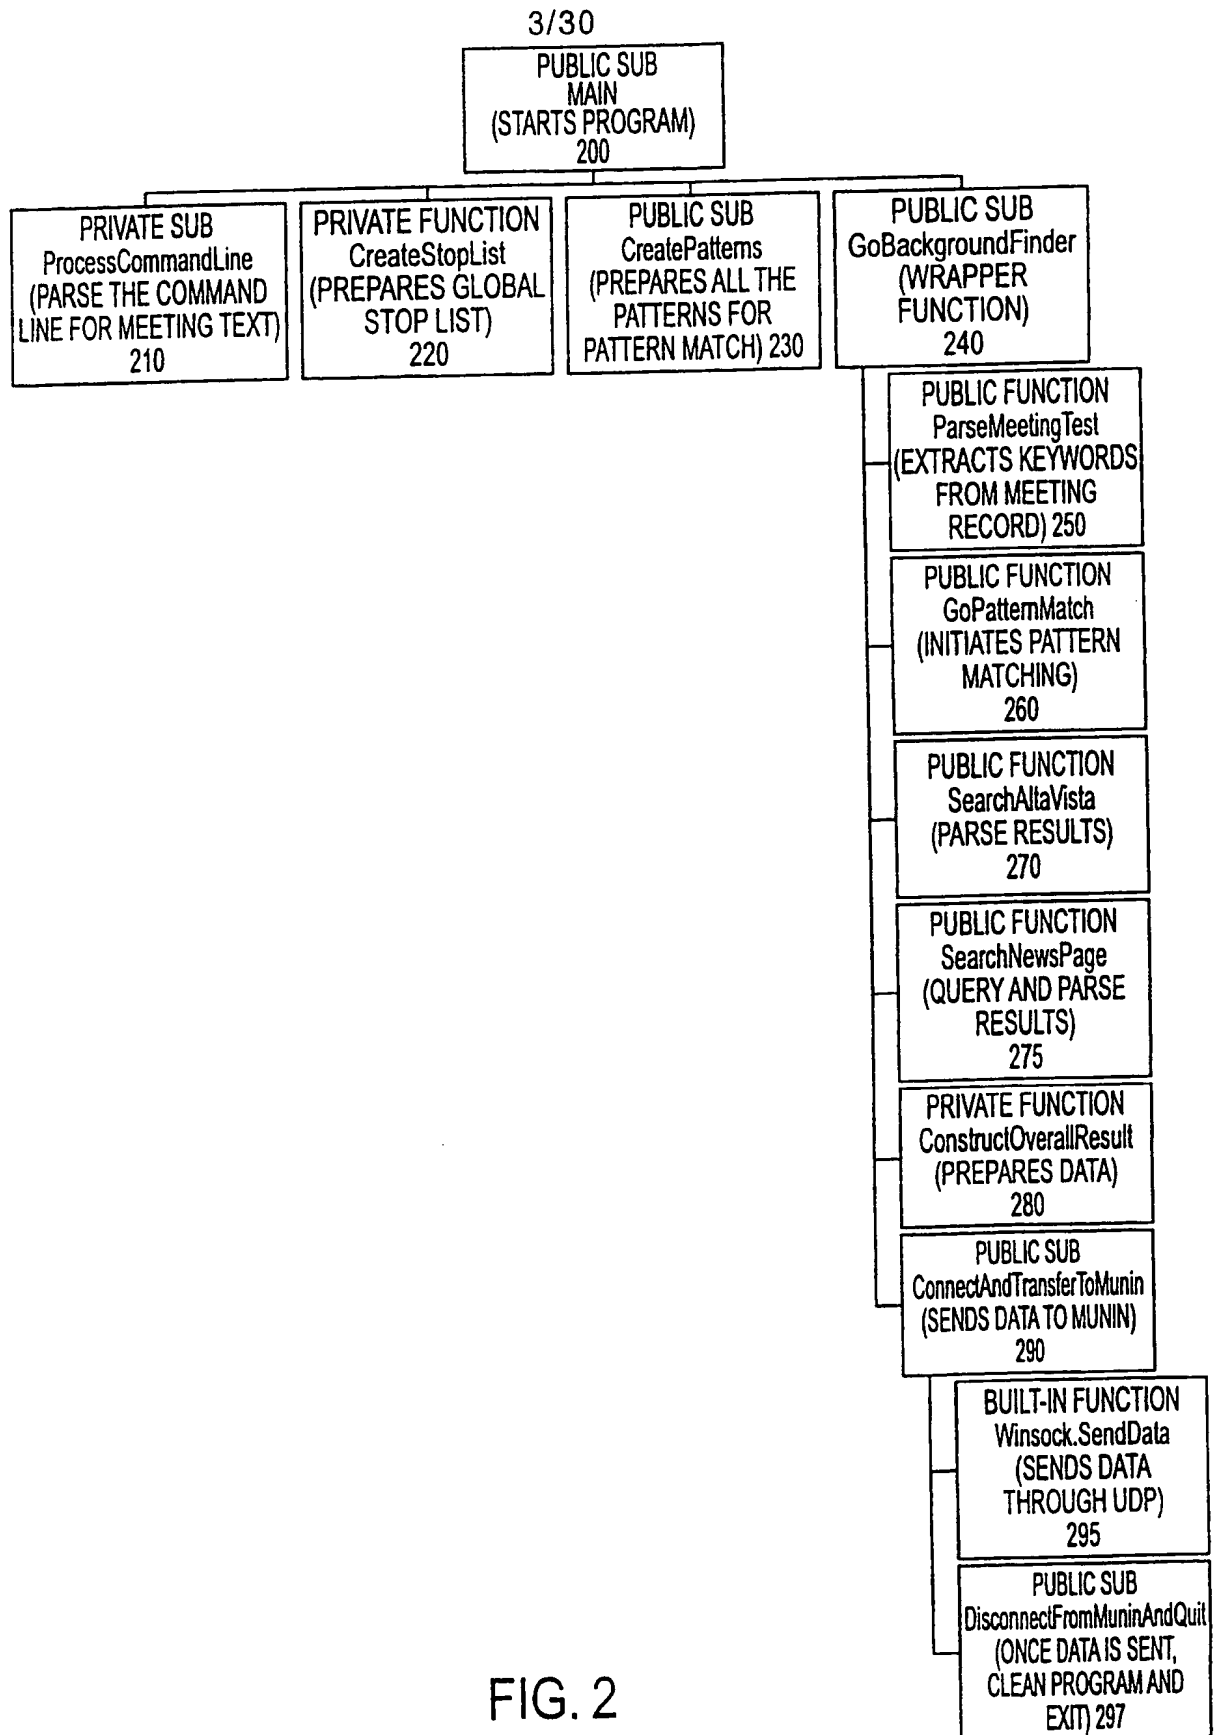 3/30
PUBLIC SUB
MAIN
(STARTS PROGRAM)
200
PRIVATE SUB
ProcessCommandLine
(PARSE THE COMMAND
LINE FOR MEETING TEXT)
210
PRIVATE FUNCTION
CreateStopList
(PREPARES GLOBAL
STOP LIST)
220
PUBLIC SUB
CreatePatterns
(PREPARES ALL THE
PATTERNS FOR
PATTERN MATCH) 230
PUBLIC SUB
GoBackgroundFinder
(WRAPPER
FUNCTION)
240
PUBLIC FUNCTION
ParseMeetingTest
(EXTRACTS KEYWORDS
FROM MEETING
RECORD) 250
PUBLIC FUNCTION
GoPatternMatch
(INITIATES PATTERN
MATCHING)
260
PUBLIC FUNCTION
SearchAltaVista
(PARSE RESULTS)
270
PUBLIC FUNCTION
SearchNewsPage
(QUERY AND PARSE
RESULTS)
275
PRIVATE FUNCTION
ConstructOverallResult
(PREPARES DATA)
280
PUBLIC SUB
ConnectAndTransferToMunin
(SENDS DATA TO MUNIN)
290
BUILT-IN FUNCTION
Winsock.SendData
(SENDS DATA
THROUGH UDP)
295
PUBLIC SUB
DisconnectFromMuninAndQuit
(ONCE DATA IS SENT,
CLEAN PROGRAM AND
EXIT) 297
FIG. 2